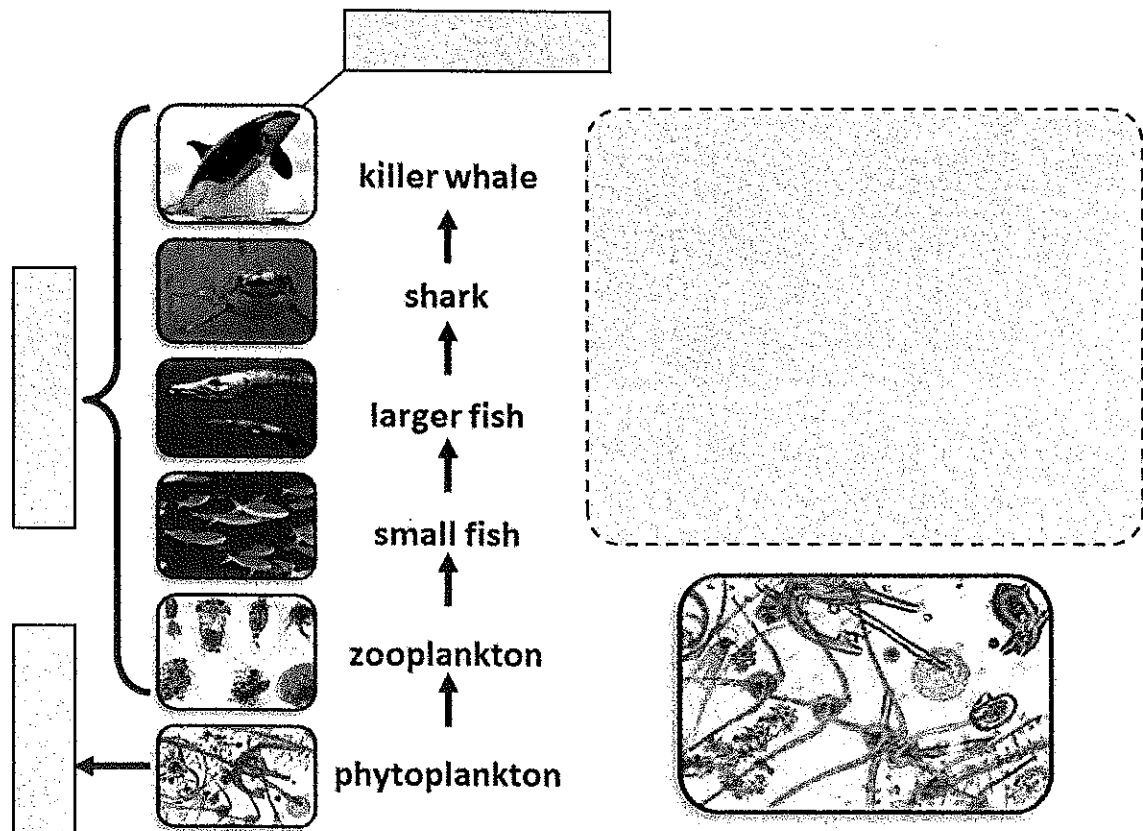 killer whale
shark
larger fish
small fish
zooplankton
phytoplankton